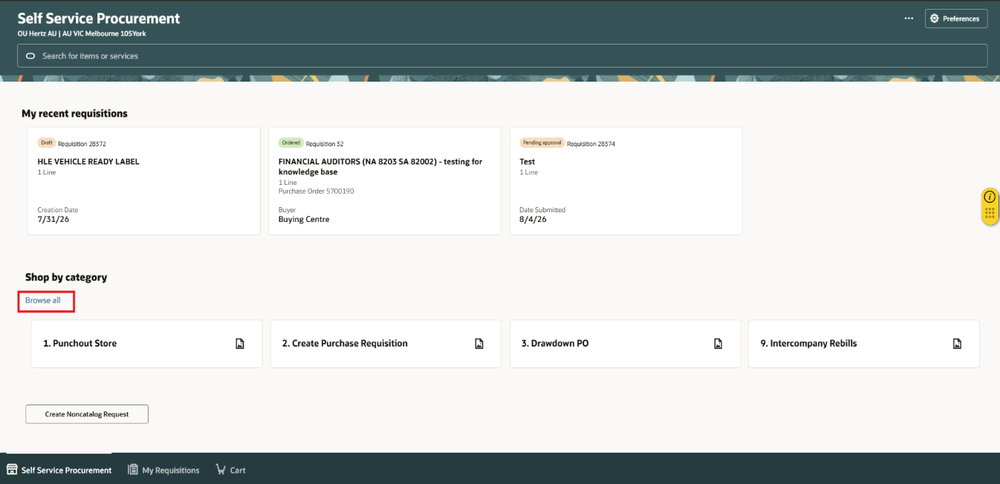 Self Service Procurement
OU Hertz AU | AU VIC Melbourne 105York
Preferences
Search for items or services
My recent requisitions
Draft Requisition 28372
HLE VEHICLE READY LABEL
1 Line
Creation Date
7/31/26
Ordered Requisition 32
FINANCIAL AUDITORS (NA 8203 SA 82002) - testing for
knowledge base
1 Line
Purchase Order 5700190
Buyer
Buying Centre
Pending approval Requisition 28374
Test
1 Line
Date Submitted
8/4/26
Shop by category
Browse all
1. Punchout Store
2. Create Purchase Requisition
3. Drawdown PO
9. Intercompany Rebills
Create Noncatalog Request
Self Service Procurement
My Requisitions
Cart